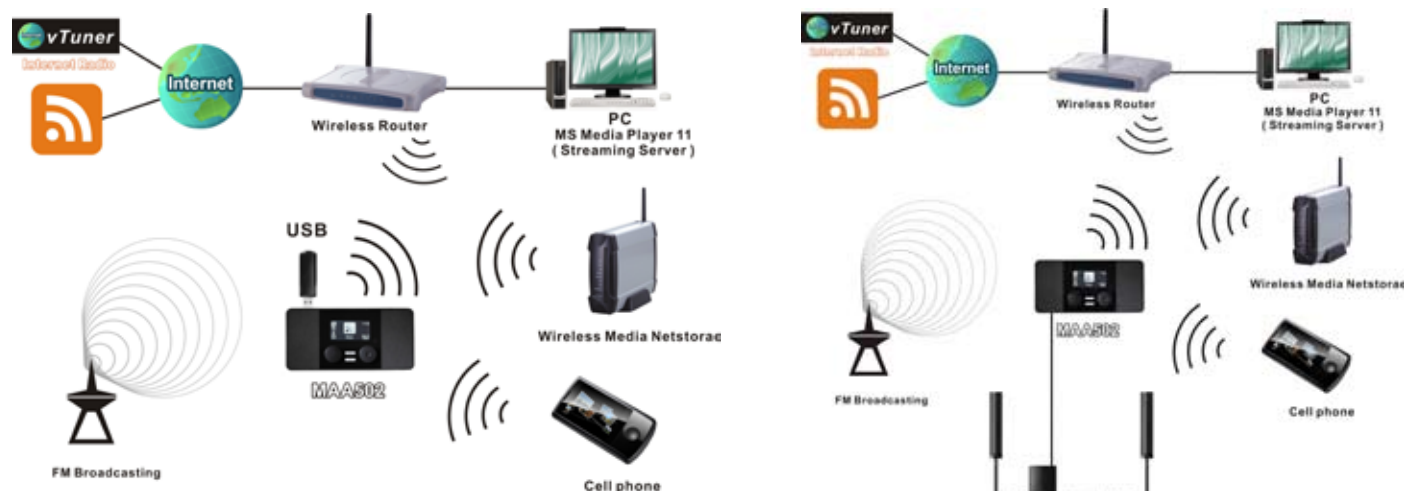 vTuner
Internet Radio
Internet
Wireless Router
PC
MS Media Player 11
( Streaming Server )
USB
Wireless Media Netstorae
MAA502
FM Broadcasting
Cell phone
vTuner
Internet Radio
Internet
Wireless Router
PC
MS Media Player 11
( Streaming Server )
Wireless Media Netstorae
MAA502
FM Broadcasting
Cell phone